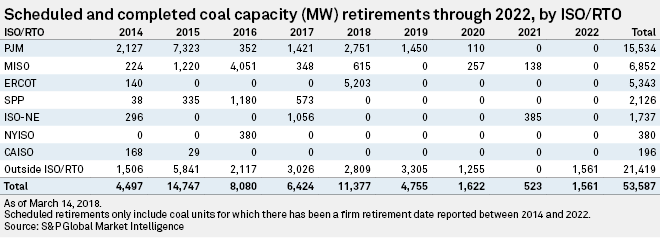 Scheduled and completed coal capacity (MW) retirements through 2022, by ISO/RTO
ISO/RTO 2014 2015 2016 2017 2018 2019 2020 2021 2022 Total
PJM 2,127 7,323 352 1,421 2,751 1,450 110 0 0 15,534
MISO 224 1,220 4,051 348 615 0 257 138 0 6,852
ERCOT 140 0 0 0 5,203 0 0 0 0 5,343
SPP 38 335 1,180 573 0 0 0 0 0 2,126
ISO-NE 296 0 0 1,056 0 0 0 385 0 1,737
NYISO 0 0 380 0 0 0 0 0 0 380
CAISO 168 29 0 0 0 0 0 0 0 196
Outside ISO/RTO 1,506 5,841 2,117 3,026 2,809 3,305 1,255 0 1,561 21,419
Total 4,497 14,747 8,080 6,424 11,377 4,755 1,622 523 1,561 53,587
As of March 14, 2018.
Scheduled retirements only include coal units for which there has been a firm retirement date reported between 2014 and 2022.
Source: S&P Global Market Intelligence